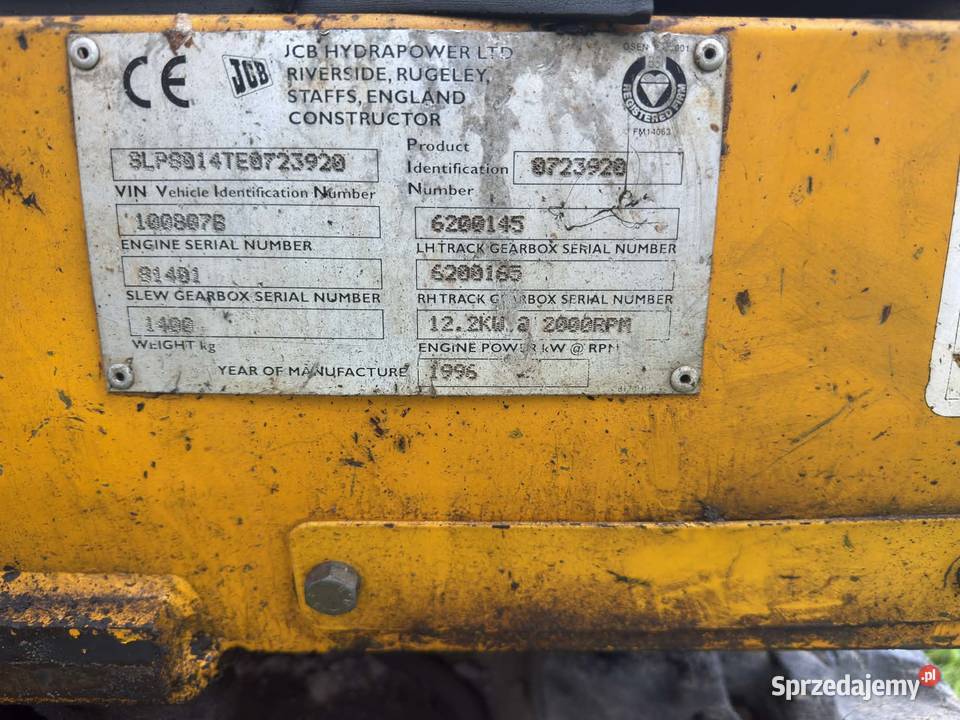 CE JCB JCB HYDRAPOWER LTD
RIVERSIDE, RUGELEY,
STAFFS, ENGLAND
CONSTRUCTOR
REGISTERED FIRM
FM14063
SLP8014TE0723920
VIN Vehicle Identification Number
Product
Identification 0723920
Number
1008078
ENGINE SERIAL NUMBER
6200145
LH TRACK GEARBOX SERIAL NUMBER
81401
SLEW GEARBOX SERIAL NUMBER
6200165
RH TRACK GEARBOX SERIAL NUMBER
1400
WEIGHT kg
12.2KW @ 2000RPM
ENGINE POWER kW @ RPM
YEAR OF MANUFACTURE 1996
Sprzedajemy.pl